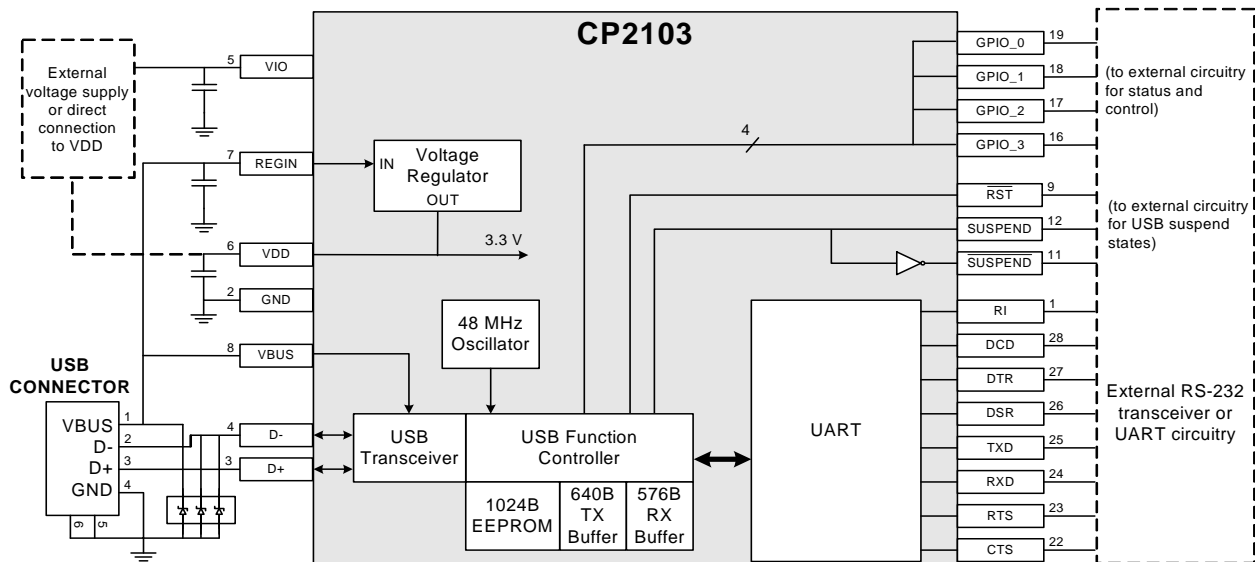 CP2103
External
voltage supply
or direct
connection
to VDD
5
VIO
7
REGIN
IN
Voltage
Regulator
OUT
6
VDD
3.3 V
2
GND
48 MHz
Oscillator
8
VBUS
USB
CONNECTOR
VBUS
1
D-
2
D+
3
GND
4
6
5
4
D-
3
D+
USB
Transceiver
USB Function
Controller
1024B
EEPROM
640B
TX
Buffer
576B
RX
Buffer
UART
4
GPIO_0
19
GPIO_1
18
GPIO_2
17
GPIO_3
16
RST
9
SUSPEND
12
SUSPEND
11
RI
1
DCD
28
DTR
27
DSR
26
TXD
25
RXD
24
RTS
23
CTS
22
(to external circuitry
for status and
control)
(to external circuitry
for USB suspend
states)
External RS-232
transceiver or
UART circuitry